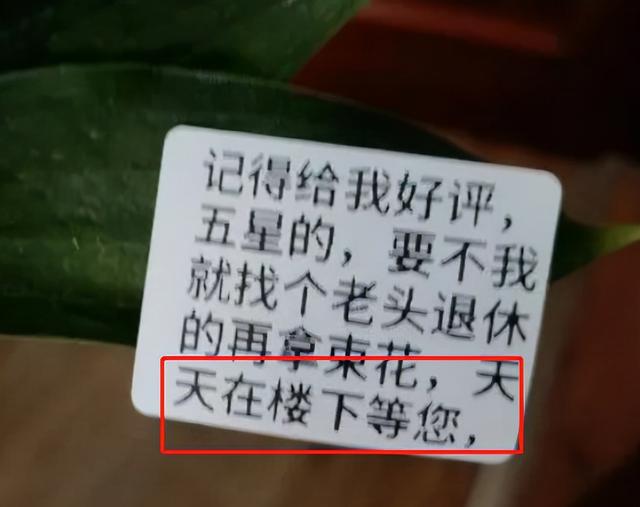 记得给我好评，
五星的，要不我
就找个老头退休
的再拿束花，天
天在楼下等您，